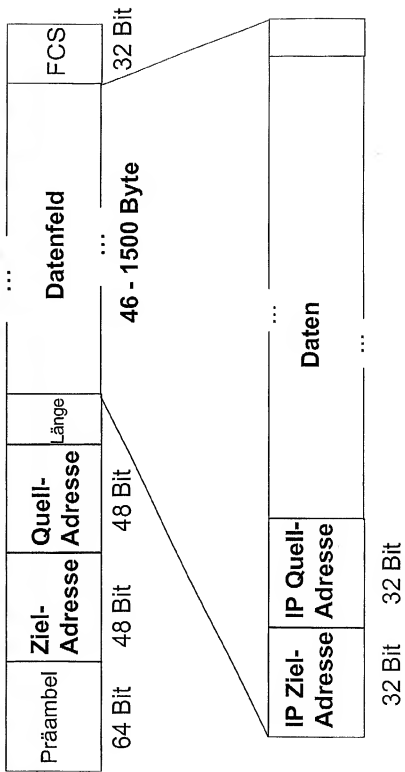 Präambel
Ziel-
Adresse
Quell-
Adresse
Länge
...
Datenfeld
FCS
64 Bit
48 Bit
48 Bit
...
46 - 1500 Byte
32 Bit
IP Ziel-
Adresse
IP Quell-
Adresse
...
Daten
...
32 Bit
32 Bit